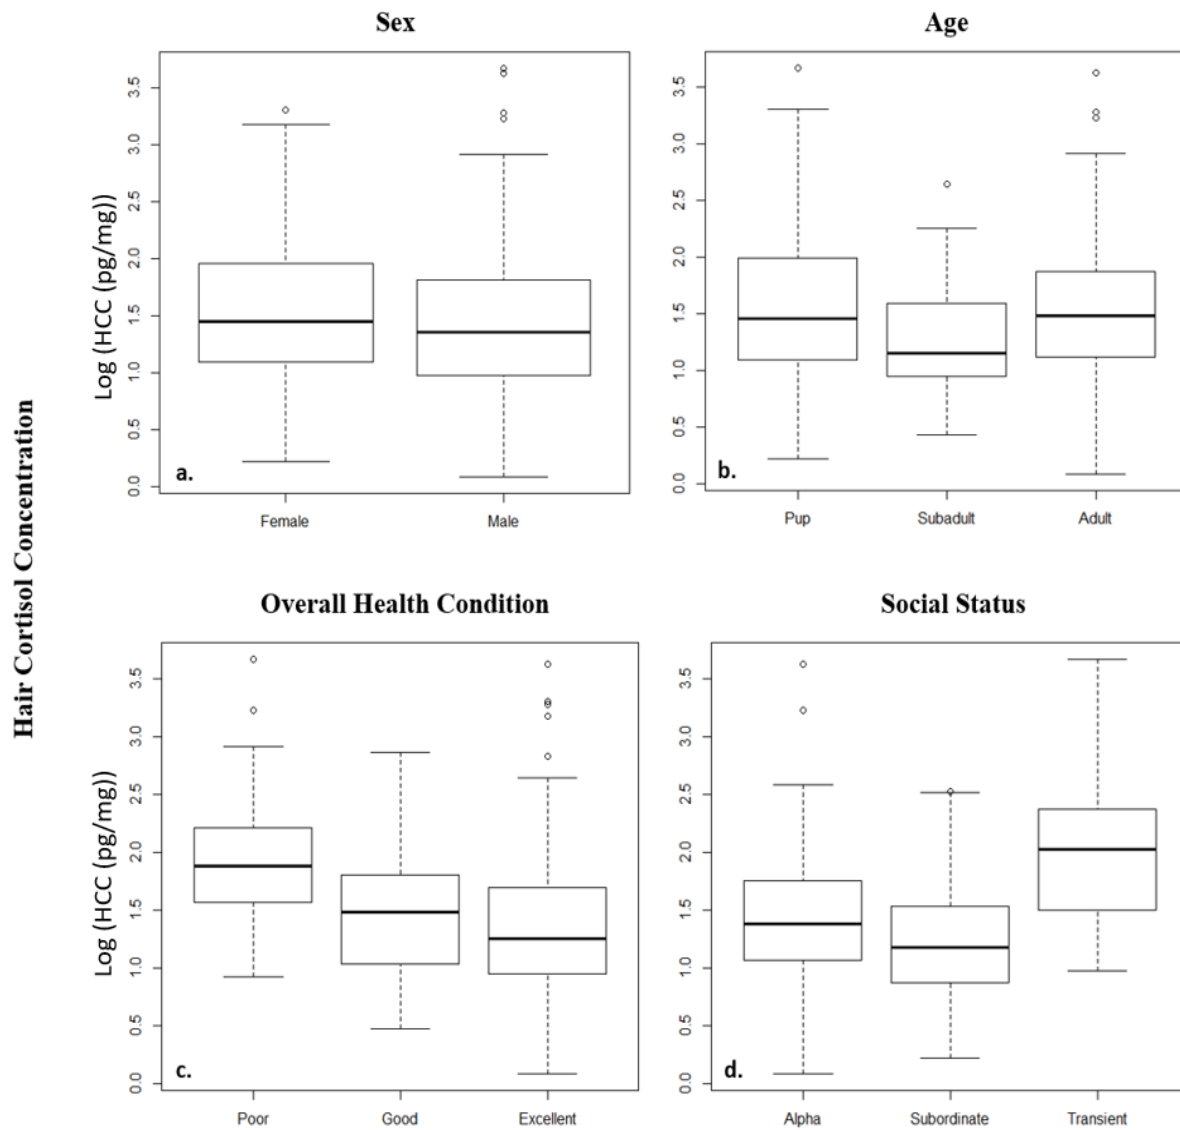 Sex
Age
Log (HCC (pg/mg))
0.0 0.5 1.0 1.5 2.0 2.5 3.0 3.5
a.
Female Male
0.0 0.5 1.0 1.5 2.0 2.5 3.0 3.5
b.
Pup Subadult Adult
Hair Cortisol Concentration
Overall Health Condition
Social Status
Log (HCC (pg/mg))
0.0 0.5 1.0 1.5 2.0 2.5 3.0 3.5
c.
Poor Good Excellent
0.0 0.5 1.0 1.5 2.0 2.5 3.0 3.5
d.
Alpha Subordinate Transient